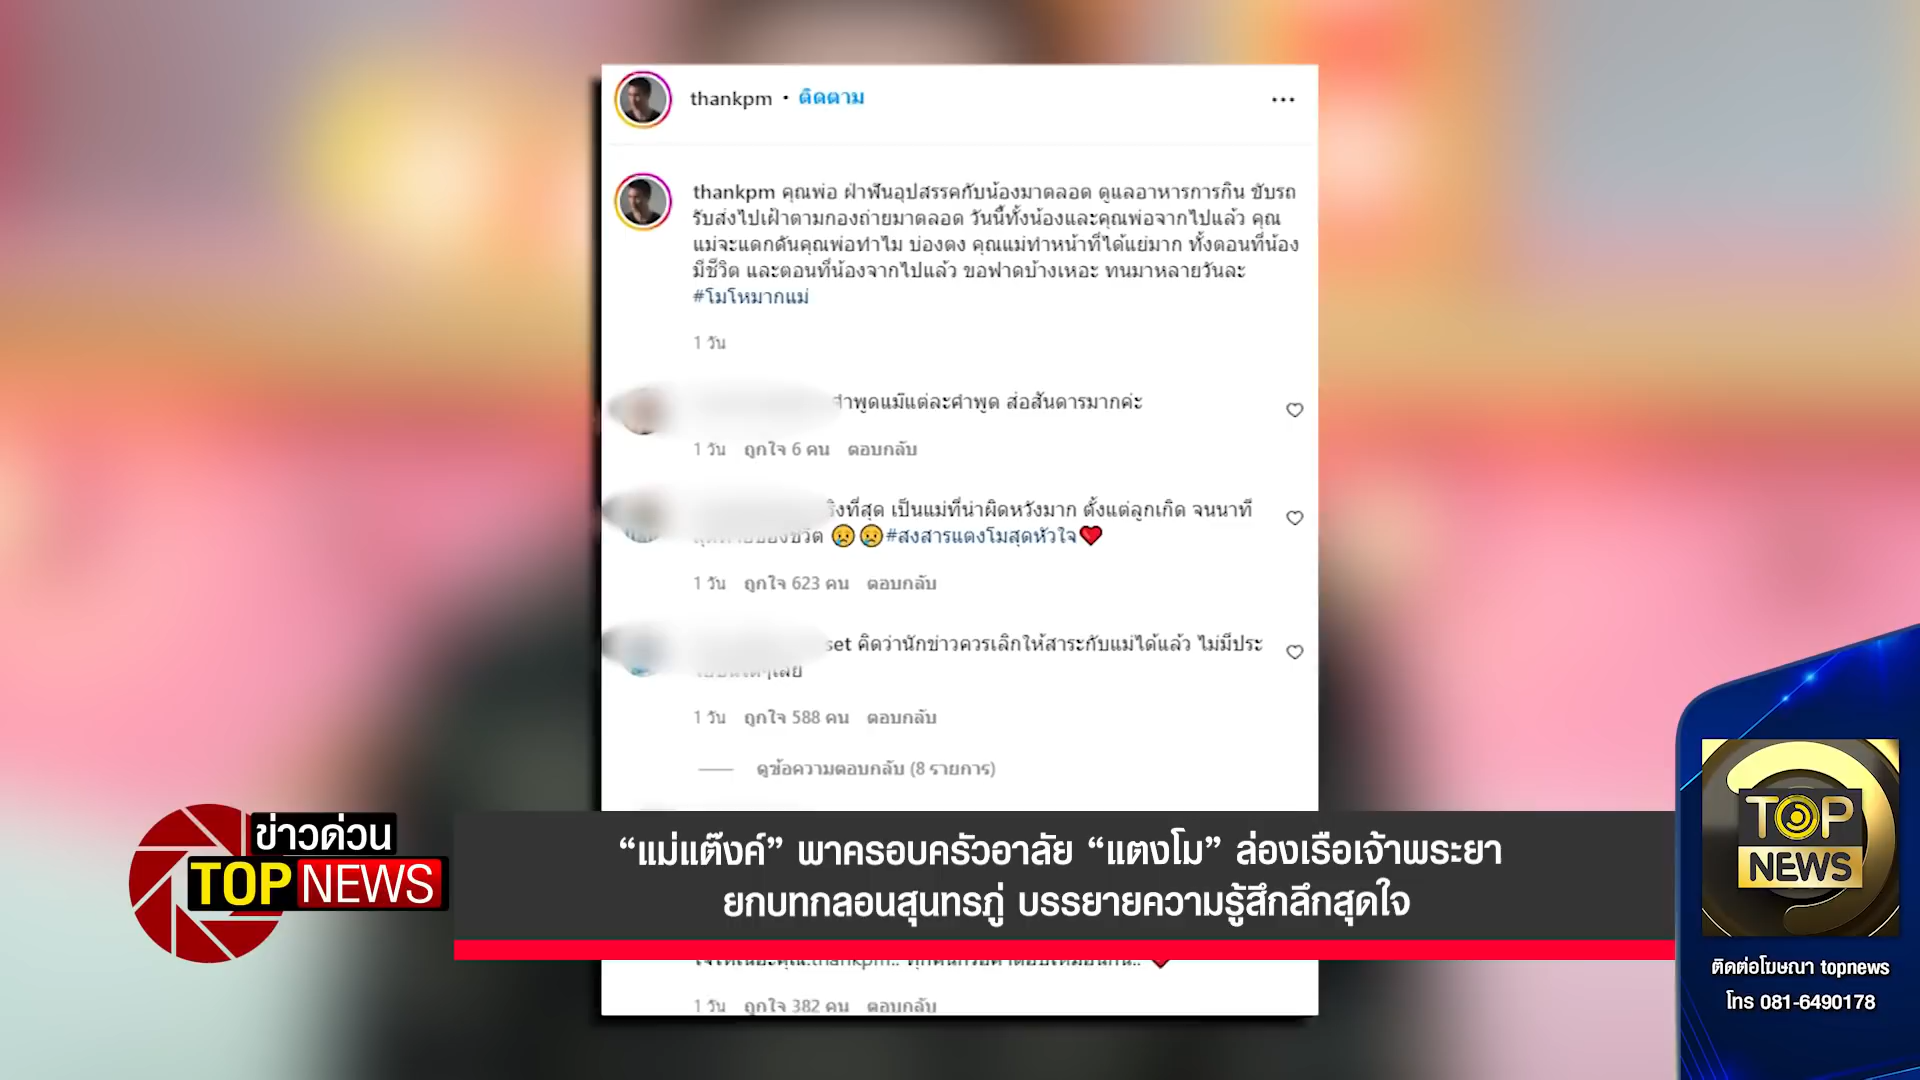 thankpm • ติดตาม
thankpm คุณพ่อ ฝ่าฟันอุปสรรคกับน้องมาตลอด ดูแลอาหารการกิน ขับรถ
รับส่งไปเฝ้าตามกองถ่ายมาตลอด วันนี้ทั้งน้องและคุณพ่อจากไปแล้ว คุณ
แม่จะแดกดันคุณพ่อทำไม บ่องตง คุณแม่ทำหน้าที่ได้แย่มาก ทั้งตอนที่น้อง
มีชีวิต และตอนที่น้องจากไปแล้ว ขอฟาดบ้างเหอะ ทนมาหลายวันละ
#โมโหมากแม่
1 วัน
คำพูดแม๊แต่ละคำพูด ส่อสันดารมากค่ะ
1 วัน ถูกใจ 6 คน ตอบกลับ
ที่สุด เป็นแม่ที่น่าผิดหวังมาก ตั้งแต่ลูกเกิด จนนาที
ชีวิต 😢😢#สงสารแตงโมสุดหัวใจ❤️
1 วัน ถูกใจ 623 คน ตอบกลับ
set คิดว่านักข่าวควรเลิกให้สาระกับแม่ได้แล้ว ไม่มีประ
1 วัน ถูกใจ 588 คน ตอบกลับ
ดูข้อความตอบกลับ (8 รายการ)
ข่าวด่วน
TOP NEWS
“แม่แต๊งค์” พาครอบครัวอาลัย “แตงโม” ล่องเรือเจ้าพระยา
ยกบทกลอนสุนทรภู่ บรรยายความรู้สึกลึกสุดใจ
1 วัน ถูกใจ 382 คน ตอบกลับ
TOP
NEWS
ติดต่อโฆษณา topnews
โทร 081-6490178